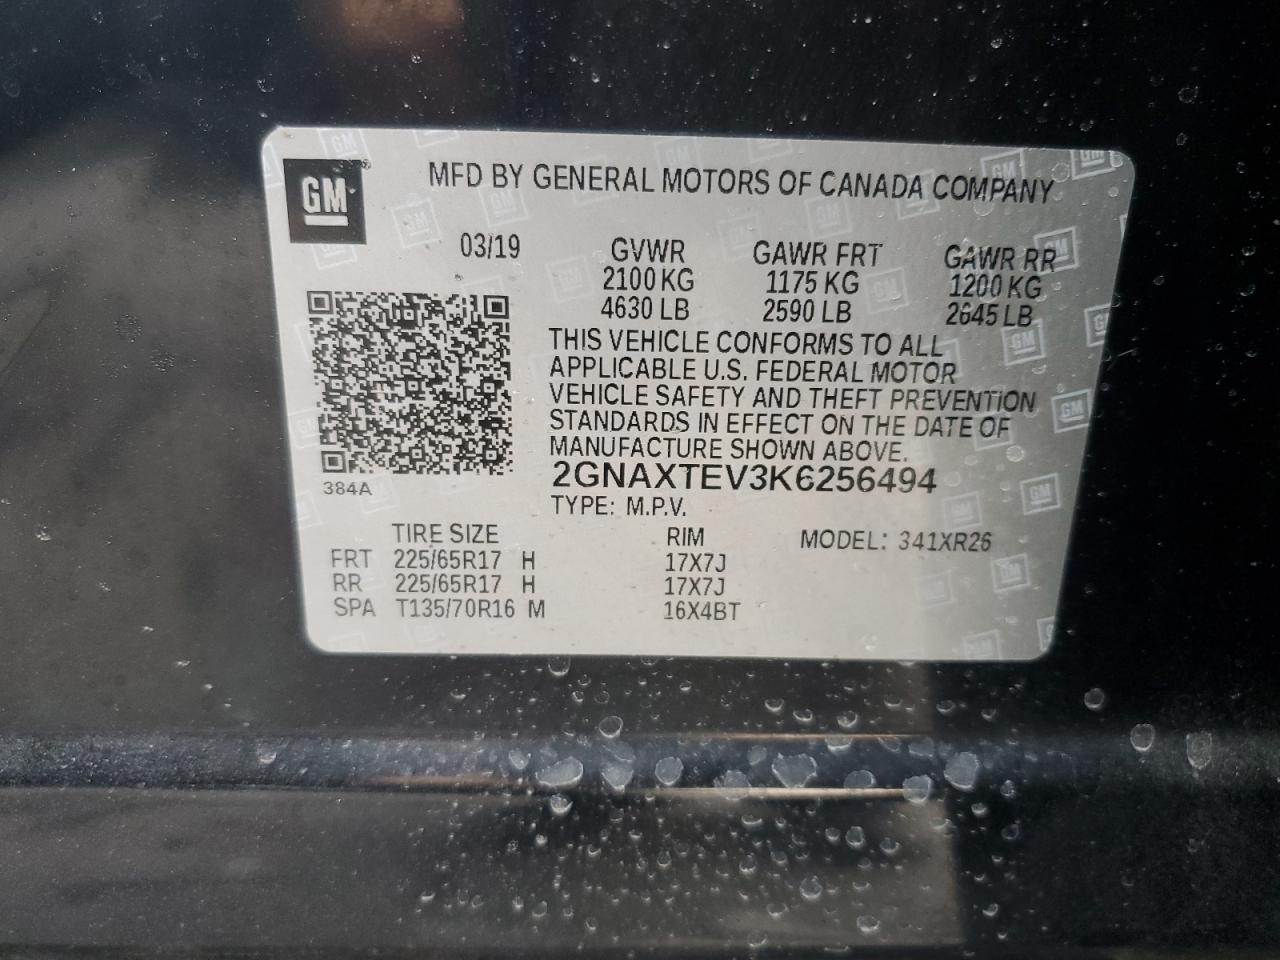 GM
MFD BY GENERAL MOTORS OF CANADA COMPANY
03/19 GVWR GAWR FRT GAWR RR
2100 KG 1175 KG 1200 KG
4630 LB 2590 LB 2645 LB
THIS VEHICLE CONFORMS TO ALL
APPLICABLE U.S. FEDERAL MOTOR
VEHICLE SAFETY AND THEFT PREVENTION
STANDARDS IN EFFECT ON THE DATE OF
MANUFACTURE SHOWN ABOVE.
2GNAXTEV3K6256494
384A
TYPE: M.P.V.
TIRE SIZE RIM MODEL: 341XR26
FRT 225/65R17 H 17X7J
RR 225/65R17 H 17X7J
SPA T135/70R16 M 16X4BT